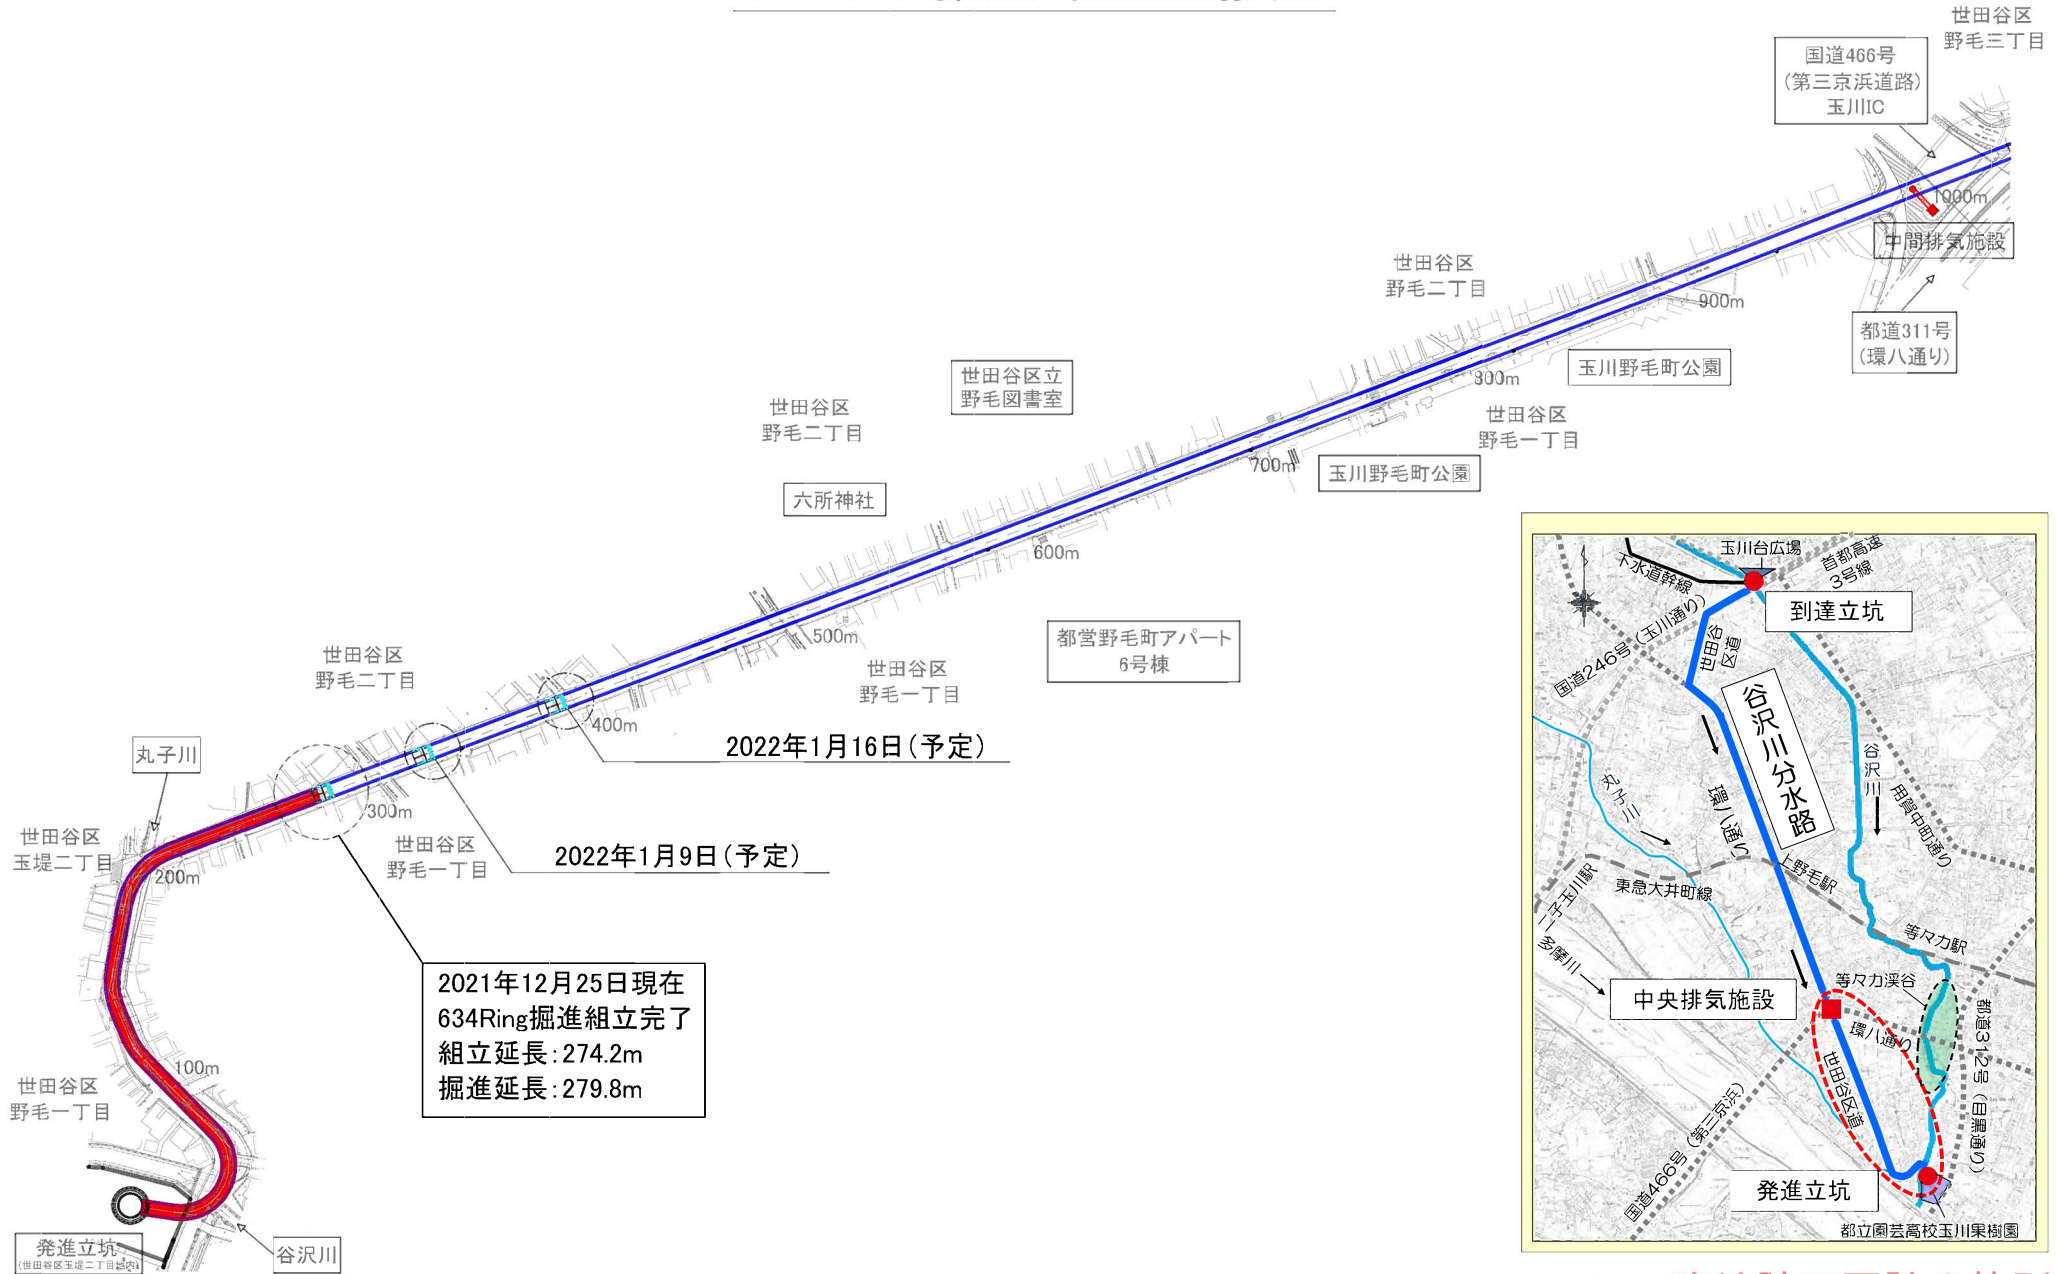 世田谷区
野毛三丁目
国道466号
(第三京浜道路)
玉川IC
1000m
中間排気施設
世田谷区
野毛二丁目
900m
都道311号
(環八通り)
玉川野毛町公園
800m
世田谷区立
野毛図書室
世田谷区
野毛二丁目
世田谷区
野毛一丁目
700m
玉川野毛町公園
六所神社
600m
500m
都営野毛町アパート
6号棟
世田谷区
野毛二丁目
世田谷区
野毛一丁目
400m
2022年1月16日(予定)
丸子川
300m
世田谷区
玉堤二丁目
世田谷区
野毛一丁目
2022年1月9日(予定)
200m
2021年12月25日現在
634Ring掘進組立完了
組立延長:274.2m
掘進延長:279.8m
100m
世田谷区
野毛一丁目
発進立坑
谷沢川
玉川台広場
首都高速
3号線
下水道幹線
到達立坑
国道246号(玉川通り)
世田谷
区道
谷沢川分水路
谷沢川
丸子川
環八通り
用賀中町通り
上野毛駅
東急大井町線
二子玉川駅
等々力駅
多摩川
等々力渓谷
中央排気施設
環八通り
都道312号(目黒通り)
世田谷区道
国道466号(第三京浜)
発進立坑
都立園芸高校玉川果樹園